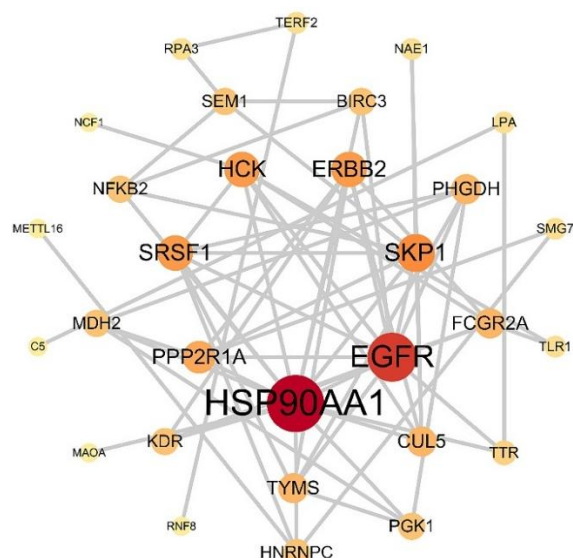 TERF2
RPA3
NAE1
SEM1
BIRC3
NCF1
LPA
HCK
ERBB2
NFKB2
PHGDH
METTL16
SRSF1
SKP1
SMG7
MDH2
FCGR2A
C5
PPP2R1A
EGFR
TLR1
HSP90AA1
KDR
CUL5
MAOA
TTR
TYMS
RNF8
PGK1
HNRNPC